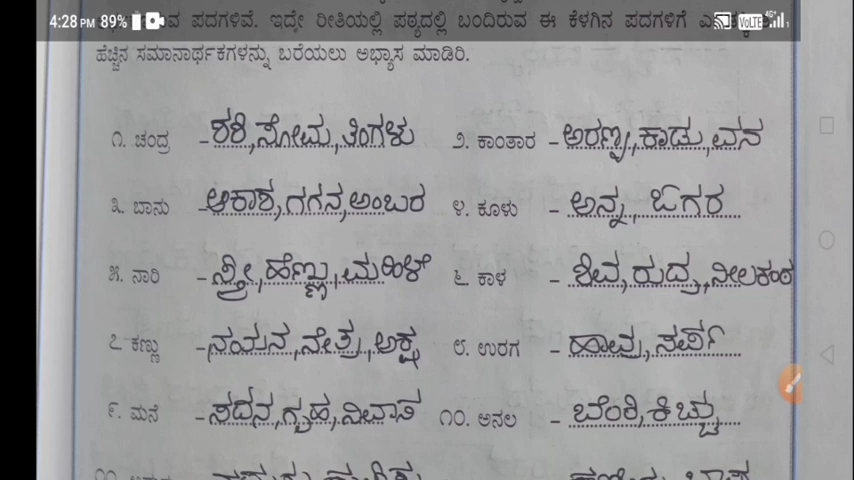 4:28 PM 89% VoLTE 4G
ಪದಗಳಿವೆ. ಇದೇ ರೀತಿಯಲ್ಲಿ ಪಠ್ಯದಲ್ಲಿ ಬಂದಿರುವ ಈ ಕೆಳಗಿನ ಪದಗಳಿಗೆ
ಹೆಚ್ಚಿನ ಸಮಾನಾರ್ಥಕಗಳನ್ನು ಬರೆಯಲು ಅಭ್ಯಾಸ ಮಾಡಿರಿ.
೧. ಚಂದ್ರ - ಶಶಿ,ಸೋಮ,ತಿಂಗಳು ೨. ಕಾಂತಾರ - ಅರಣ್ಯ,ಕಾಡು,ವನ
೩. ಬಾನು - ಆಕಾಶ,ಗಗನ,ಅಂಬರ ೪. ಕೂಳು - ಅನ್ನ, ಓಗರ
೫. ನಾರಿ - ಸ್ತ್ರೀ,ಹೆಣ್ಣು,ಮಹಿಳೆ ೬. ಕಾಳ - ಶಿವ,ರುದ್ರ,ನೀಲಕಂಠ
೭. ಕಣ್ಣು - ನಯನ,ನೇತ್ರ,ಅಕ್ಷಿ ೮. ಉರಗ - ಹಾವು,ಸರ್ಪ
೯. ಮನೆ - ಸದನ,ಗೃಹ,ನಿವಾಸ ೧೦. ಅನಲ - ಬೆಂಕಿ,ಕಿಚ್ಚು